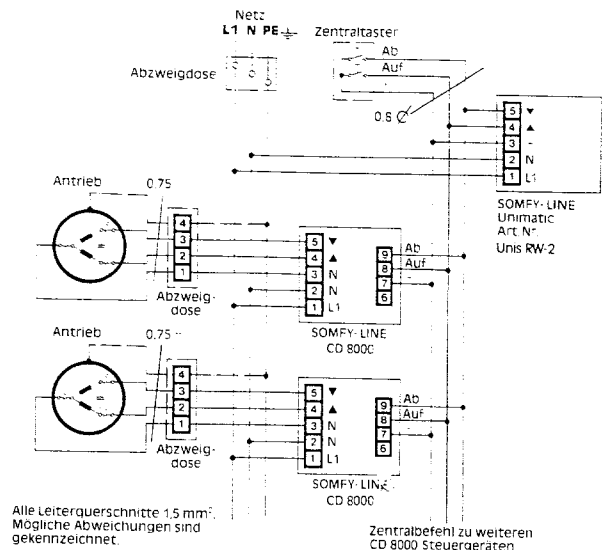 Netz
L1 N PE
Zentraltaster
Ab
Auf
Abzweigdose
0.6
5
4
3 -
2 N
1 L1
SOMFY-LINE
Unimatic
Art. Nr.
Unis RW-2
Antrieb
0.75
4
3
2
1
Abzweig-
dose
5
4
3 N
2 N
1 L1
9 Ab
8 Auf
7
6
SOMFY-LINE
CD 8000
Antrieb
0.75
4
3
2
1
Abzweig-
dose
5
4
3 N
2 N
1 L1
9 Ab
8 Auf
7
6
SOMFY-LINE
CD 8000
Alle Leiterquerschnitte 1,5 mm².
Mögliche Abweichungen sind
gekennzeichnet.
Zentralbefehl zu weiteren
CD 8000 Steuergeräten